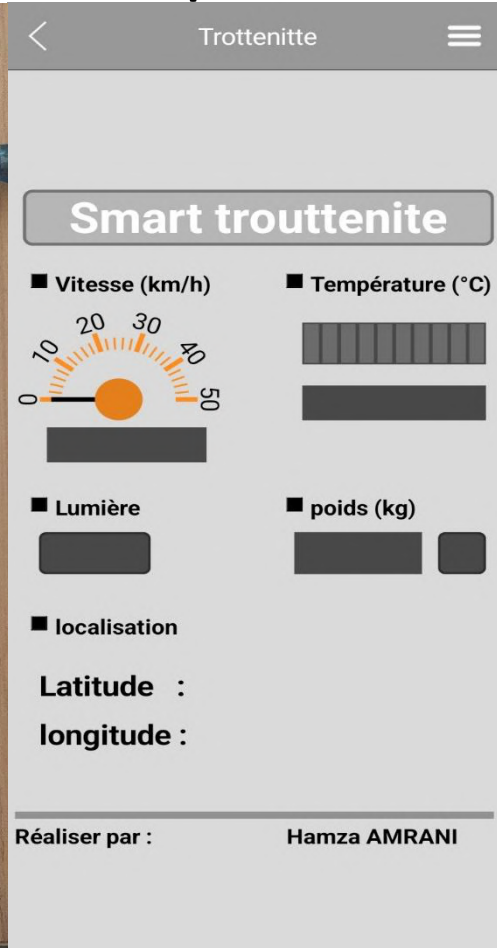 Trottenitte
Smart trouttenite
Vitesse (km/h)
Température (°C)
0 10 20 30 40 50
Lumière
poids (kg)
localisation
Latitude :
longitude :
Réaliser par : Hamza AMRANI